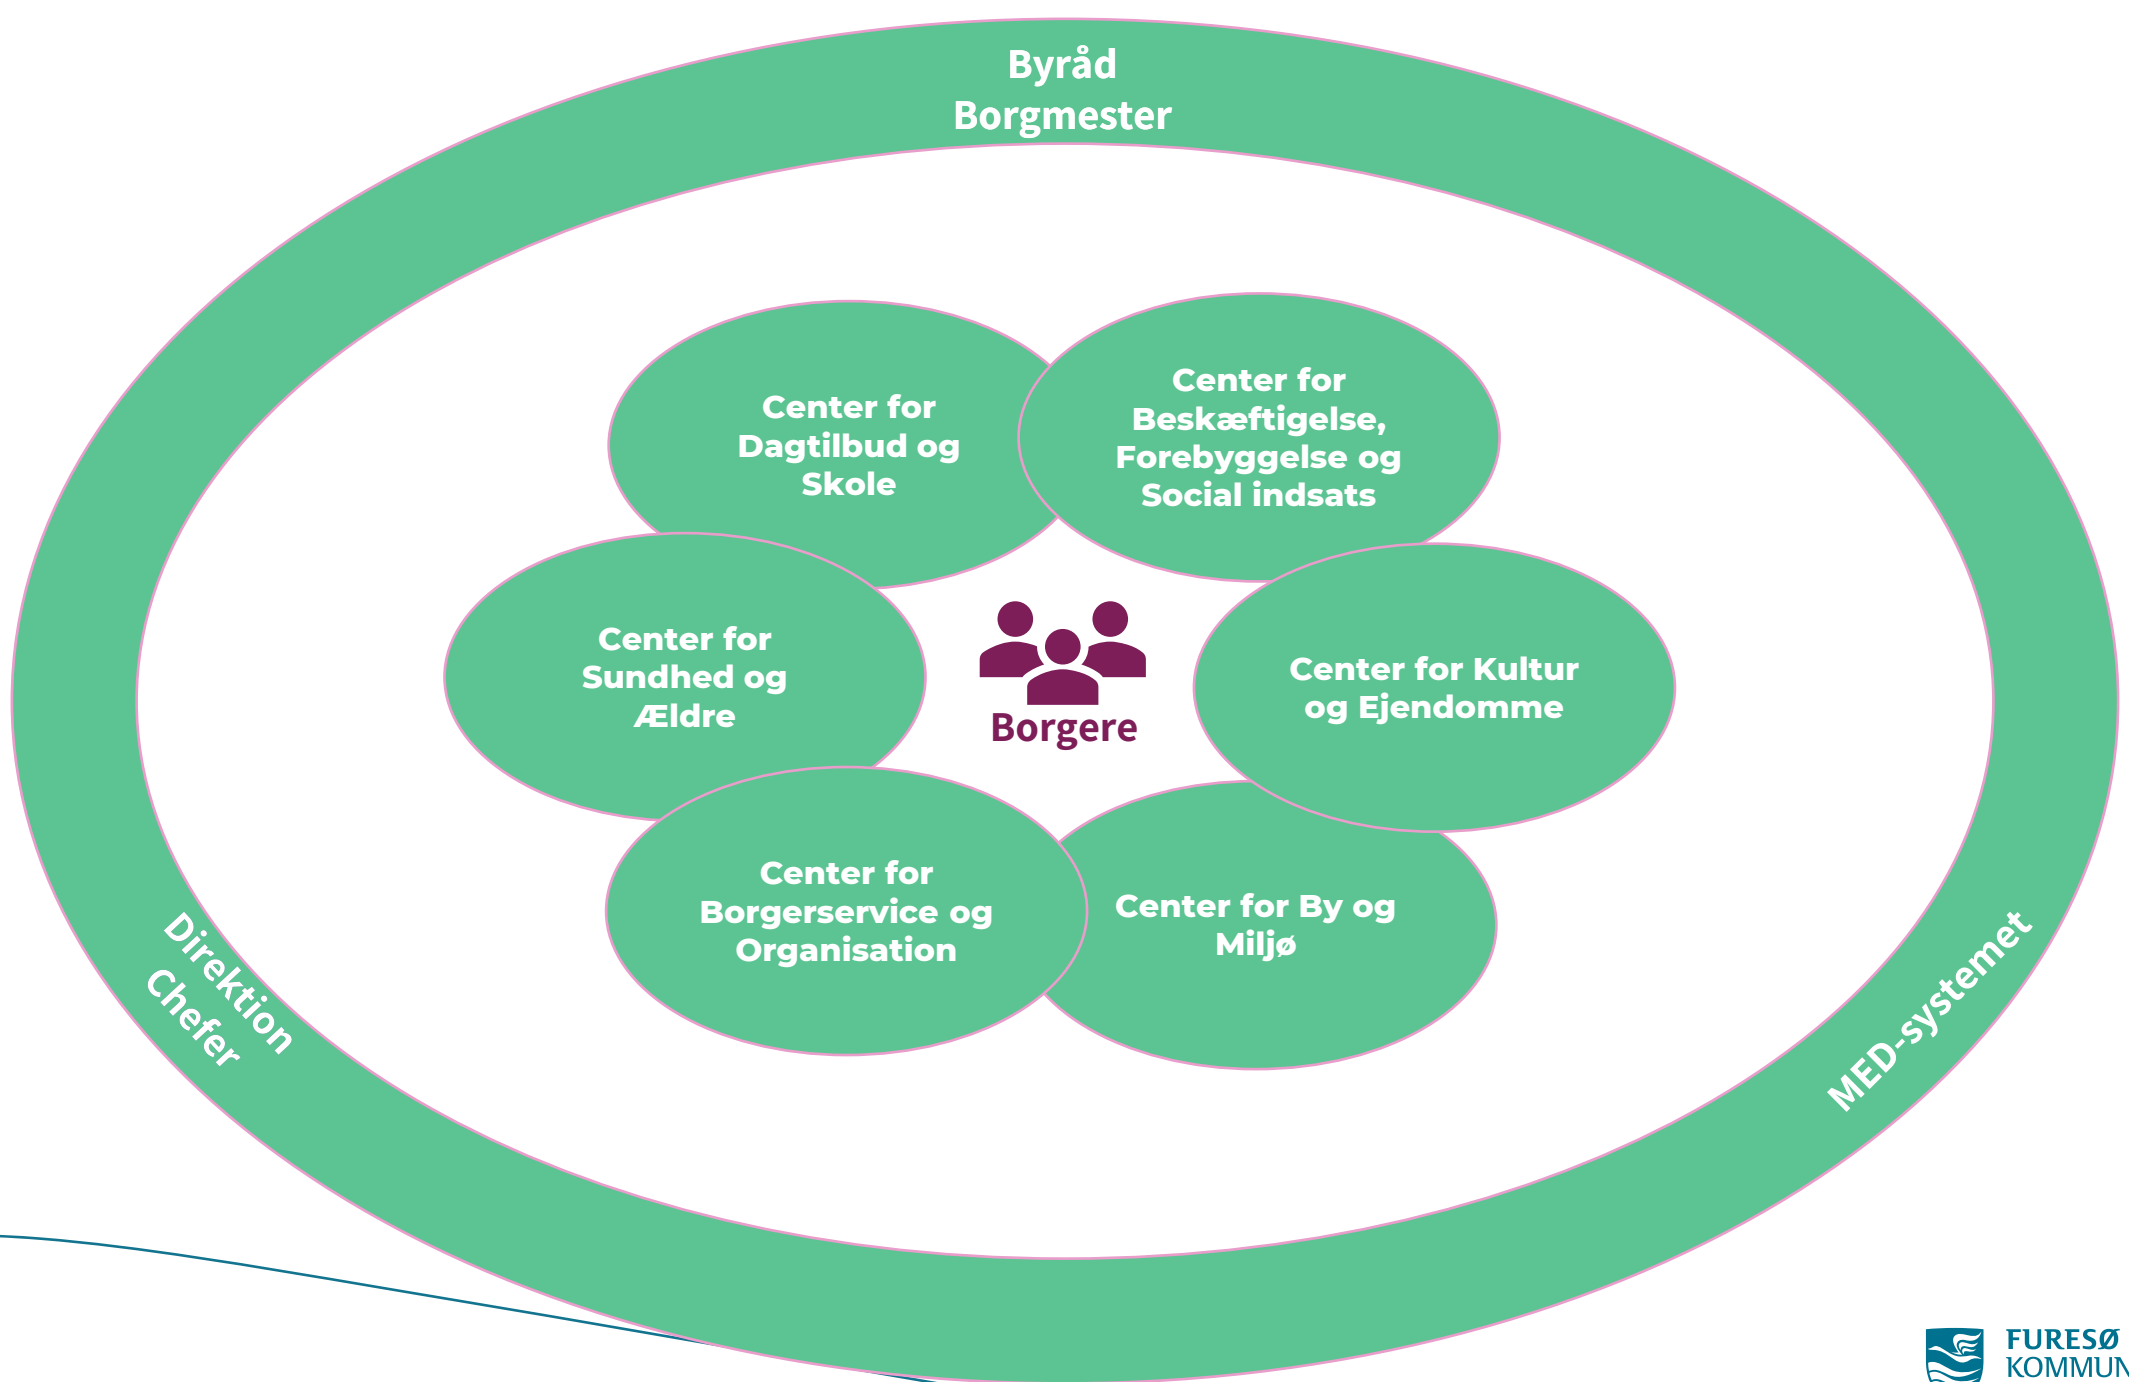 Byråd
Borgmester
Center for
Dagtilbud og
Skole
Center for
Beskæftigelse,
Forebyggelse og
Social indsats
Center for
Sundhed og
Ældre
Borgere
Center for Kultur
og Ejendomme
Center for
Borgerservice og
Organisation
Center for By og
Miljø
Direktion
Chefer
MED-systemet
FURESØ
KOMMUN